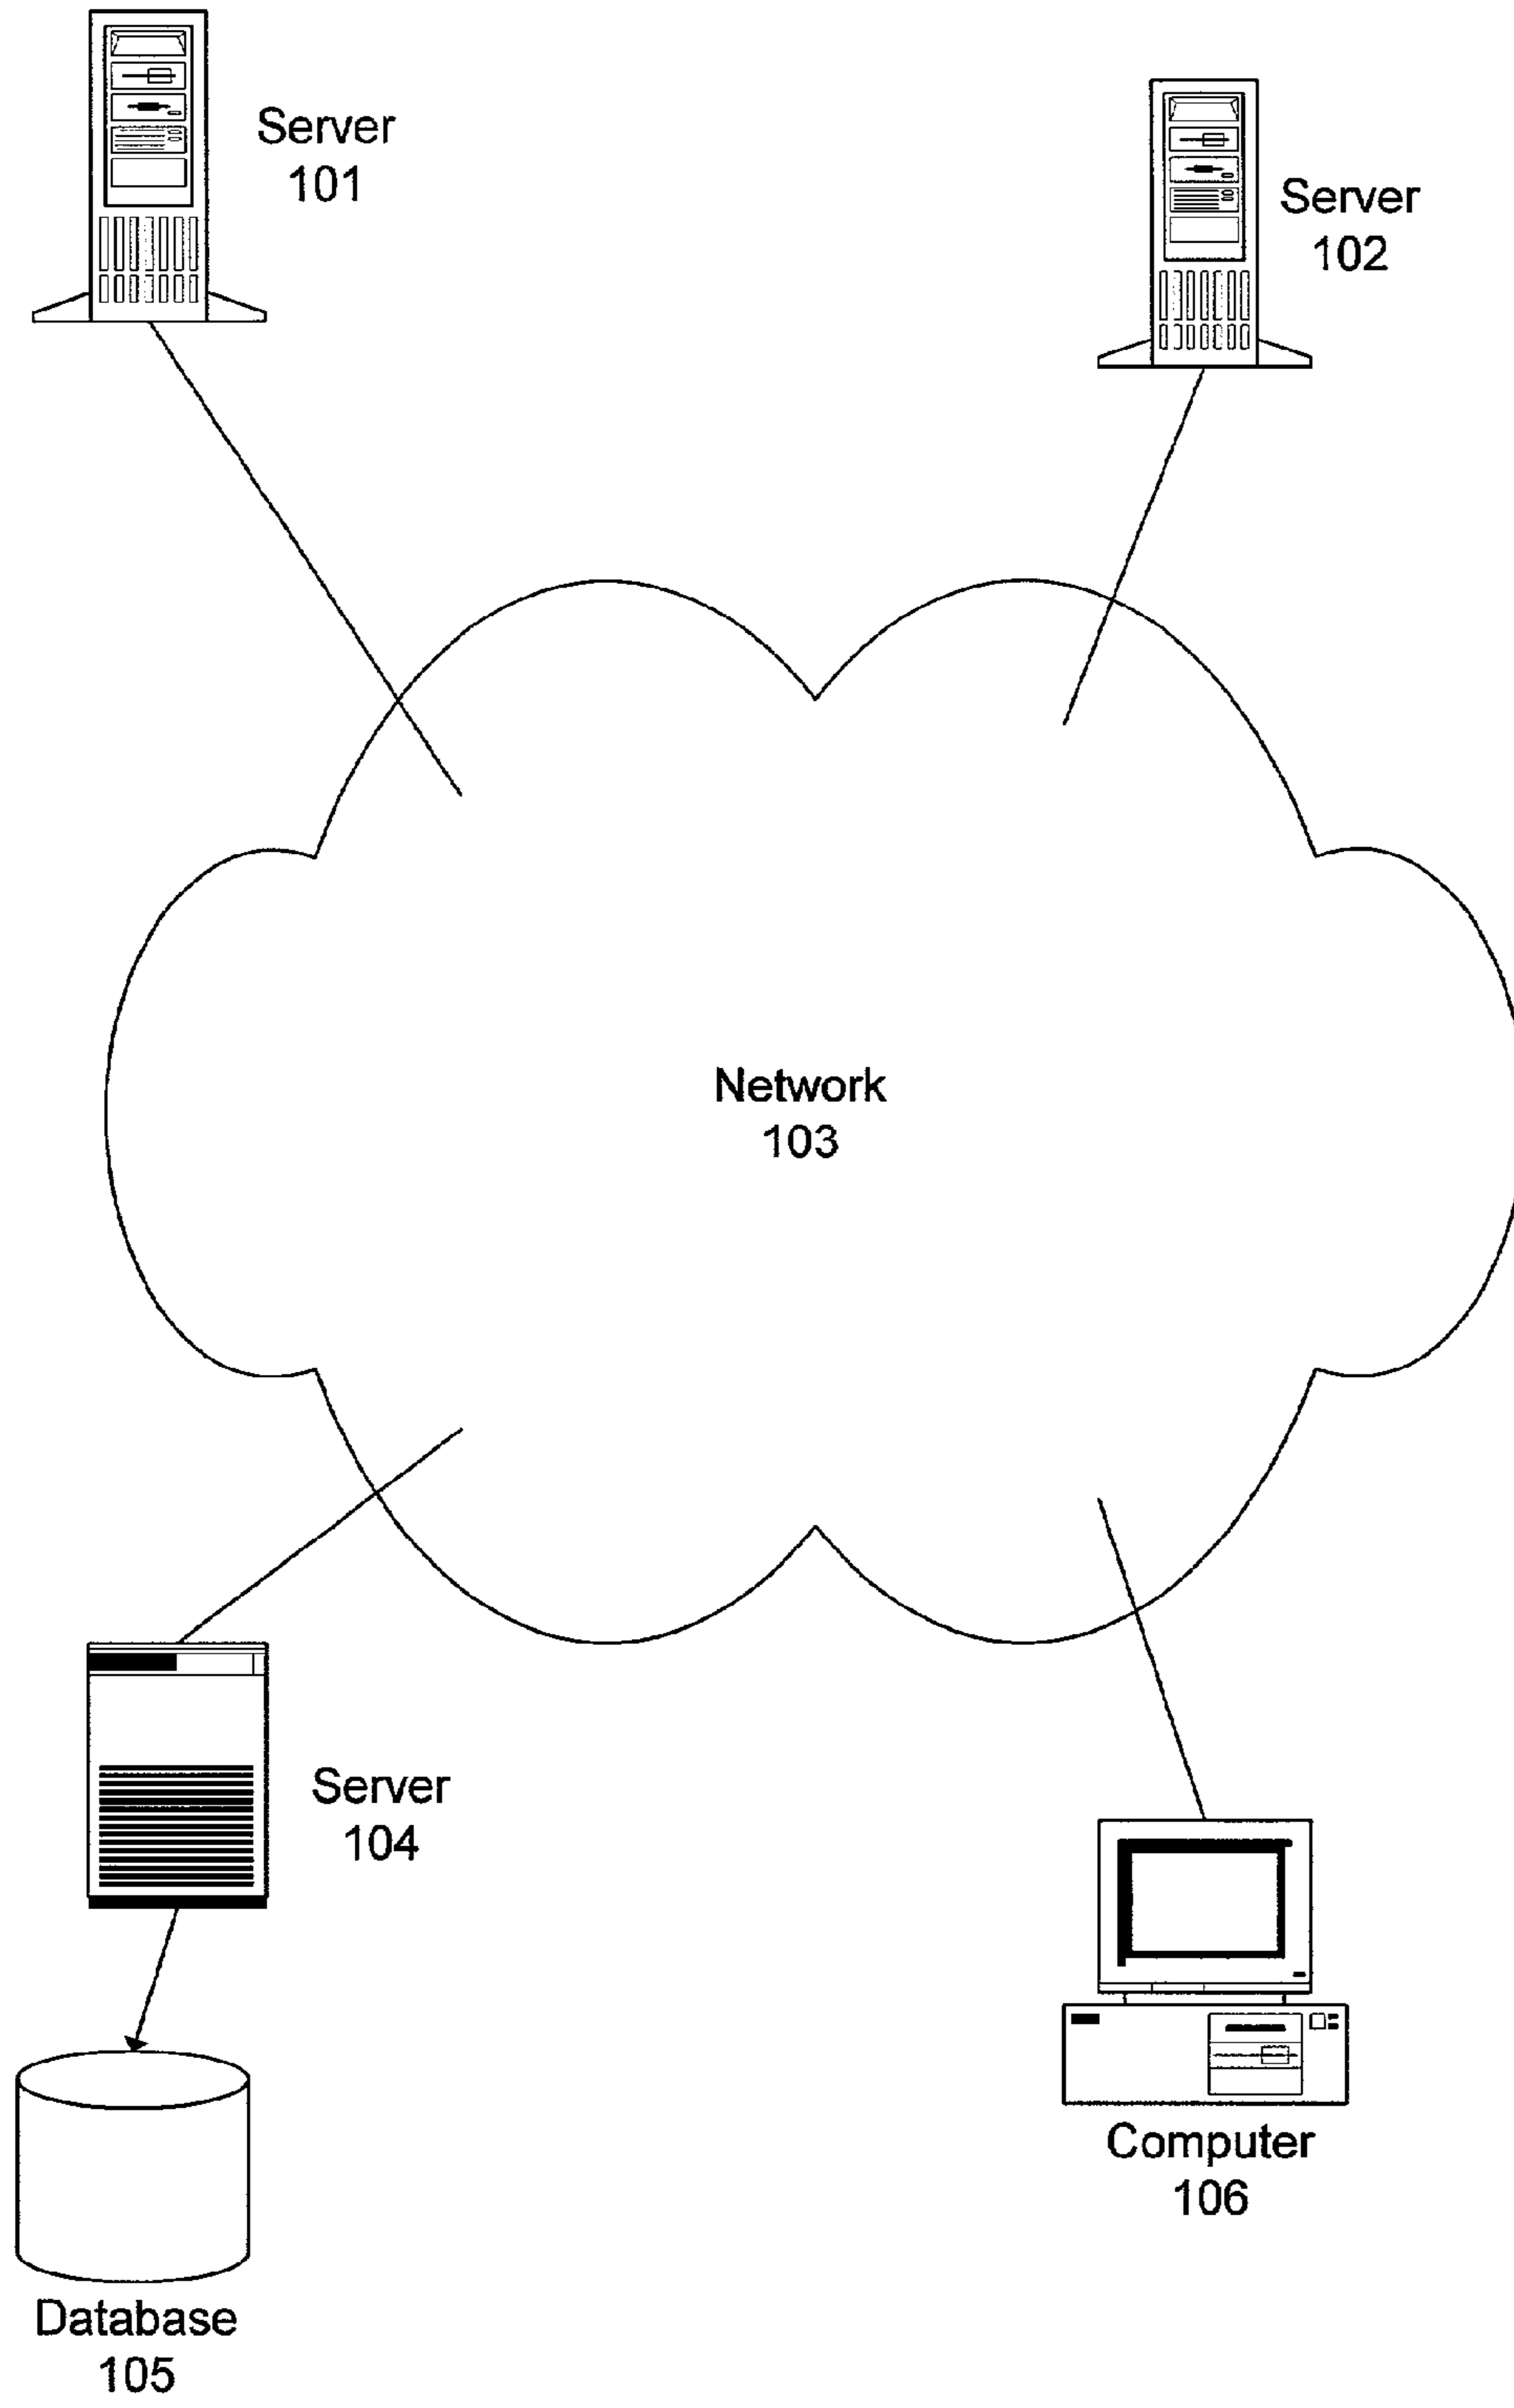 Server
101
Server
102
Network
103
Server
104
Computer
106
Database
105